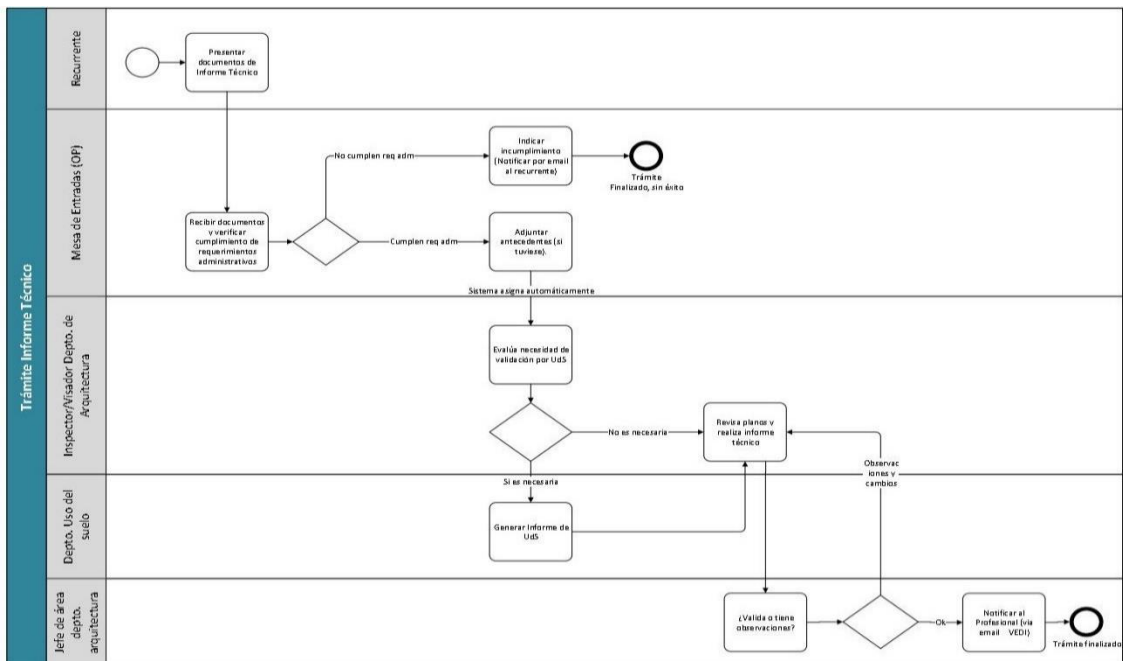 Trámite Informe Técnico
Recurrente
Presentar
documentos de
Informe Técnico
Mesa de Entradas (OP)
Recibir documentos
y verificar
cumplimiento de
requerimientos
administrativos
No cumplen req adm
Indicar
incumplimiento
(Notificar por email
al recurrente)
Trámite
Finalizado, sin éxito
Cumplen req adm
Adjuntar
antecedentes (si
tuviese).
Sistema asigna automáticamente
Inspector/Visador Depto. de
Arquitectura
Evalúa necesidad de
validación por UdS
No es necesaria
Revisa planos y
realiza informe
técnico
Observac
iones y
cambios
Si es necesaria
Depto. Uso del
suelo
Generar Informe de
UdS
Jefe de área
depto.
arquitectura
¿Valida o tiene
observaciones?
Ok
Notificar al
Profesional (via
email VEDI)
Trámite finalizado